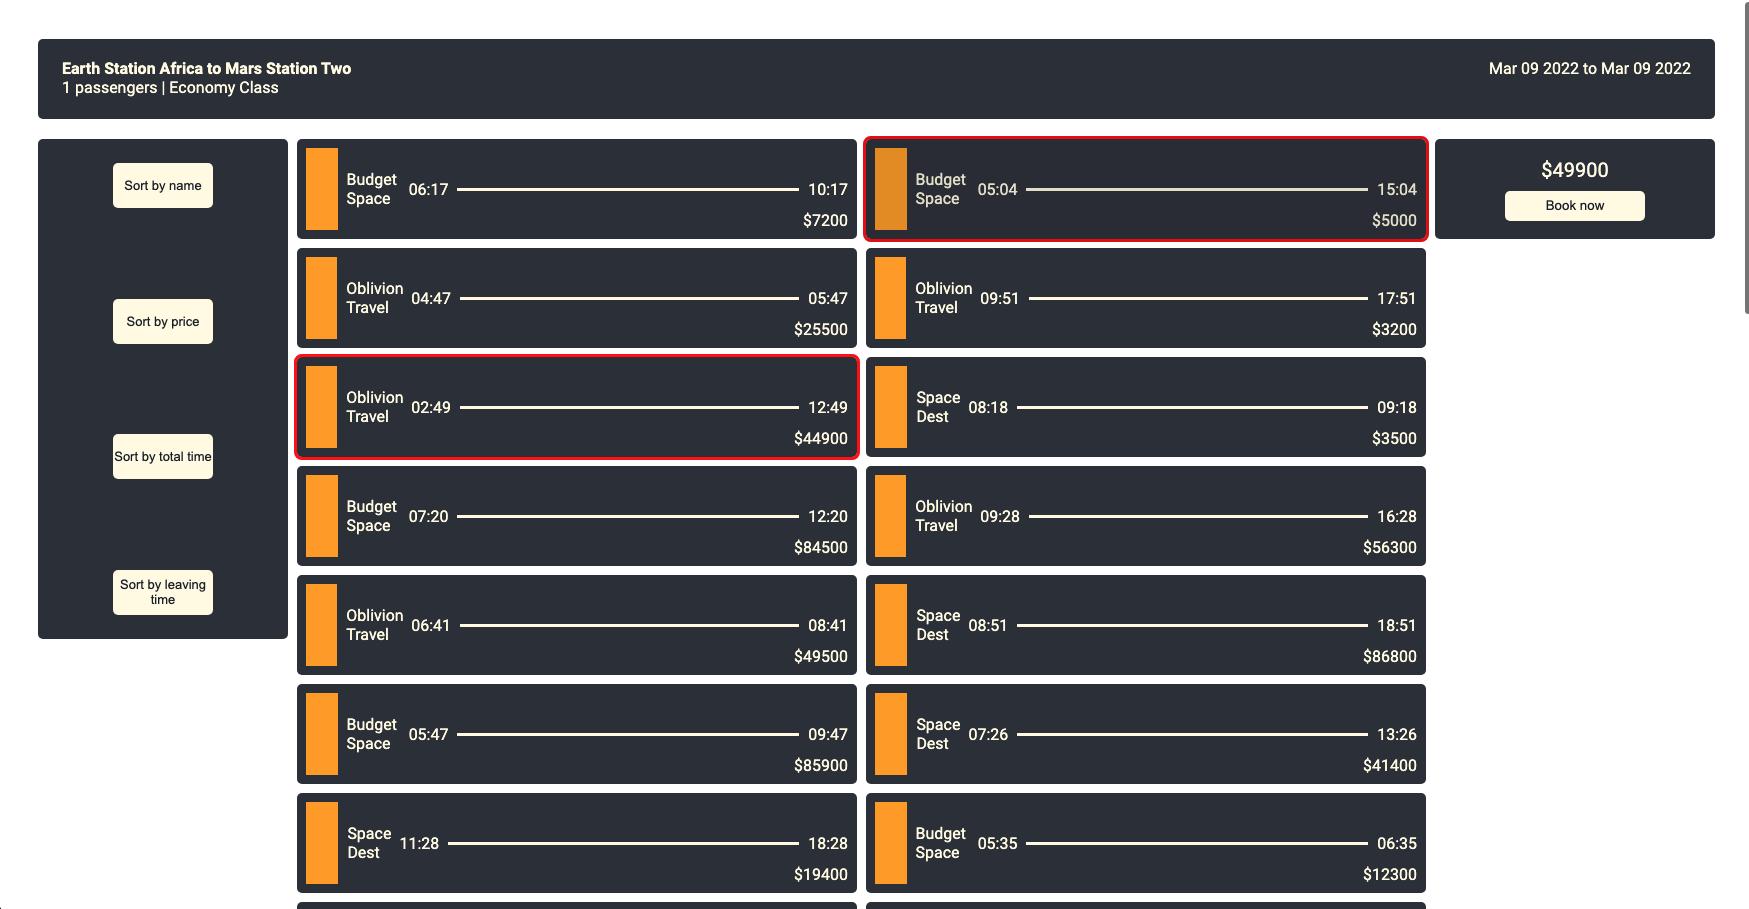 Earth Station Africa to Mars Station Two
1 passengers | Economy Class
Mar 09 2022 to Mar 09 2022
Sort by name
Sort by price
Sort by total time
Sort by leaving
time
Budget
Space
06:17
10:17
$7200
Oblivion
Travel
04:47
05:47
$25500
Oblivion
Travel
02:49
12:49
$44900
Budget
Space
07:20
12:20
$84500
Oblivion
Travel
06:41
08:41
$49500
Budget
Space
05:47
09:47
$85900
Space
Dest
11:28
18:28
$19400
Budget
Space
05:04
15:04
$5000
Oblivion
Travel
09:51
17:51
$3200
Space
Dest
08:18
09:18
$3500
Oblivion
Travel
09:28
16:28
$56300
Space
Dest
08:51
18:51
$86800
Space
Dest
07:26
13:26
$41400
Budget
Space
05:35
06:35
$12300
$49900
Book now